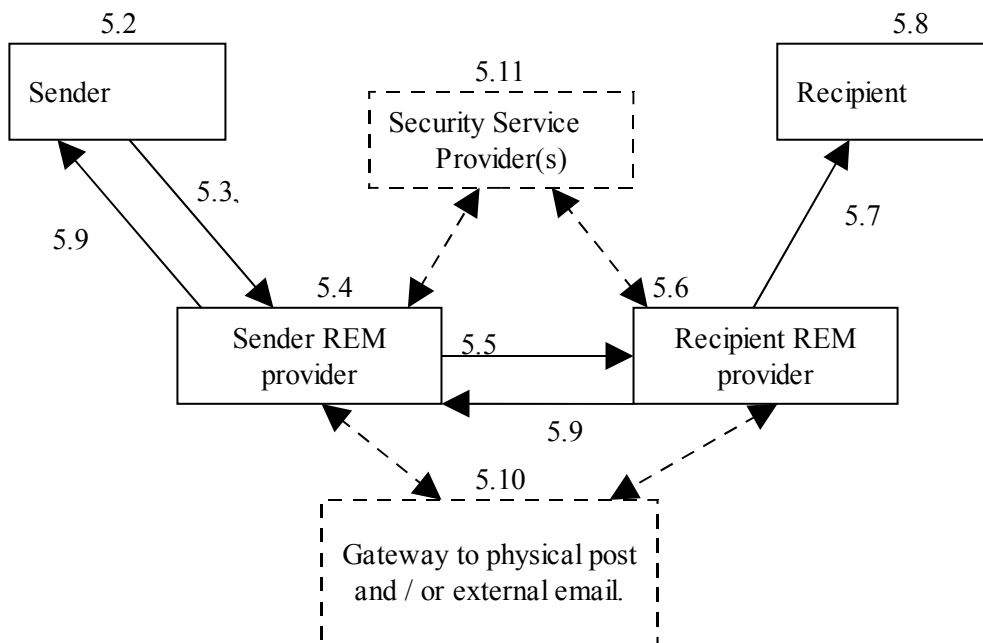 5.2
5.8
Sender
5.11
Security Service
Provider(s)
Recipient
5.3,
5.9
5.7
5.4
5.6
Sender REM
provider
5.5
Recipient REM
provider
5.9
5.10
Gateway to physical post
and / or external email.